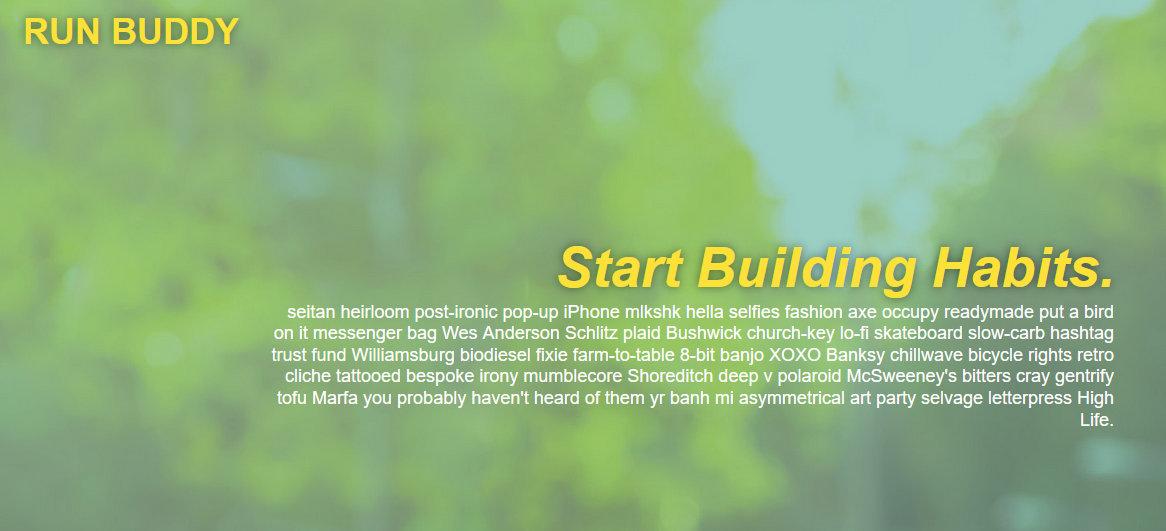 RUN BUDDY
Start Building Habits.
seitan heirloom post-ironic pop-up iPhone mlkshk hella selfies fashion axe occupy readymade put a bird
on it messenger bag Wes Anderson Schlitz plaid Bushwick church-key lo-fi skateboard slow-carb hashtag
trust fund Williamsburg biodiesel fixie farm-to-table 8-bit banjo XOXO Banksy chillwave bicycle rights retro
cliche tattooed bespoke irony mumblecore Shoreditch deep v polaroid McSweeney's bitters cray gentrify
tofu Marfa you probably haven't heard of them yr banh mi asymmetrical art party selvage letterpress High
Life.